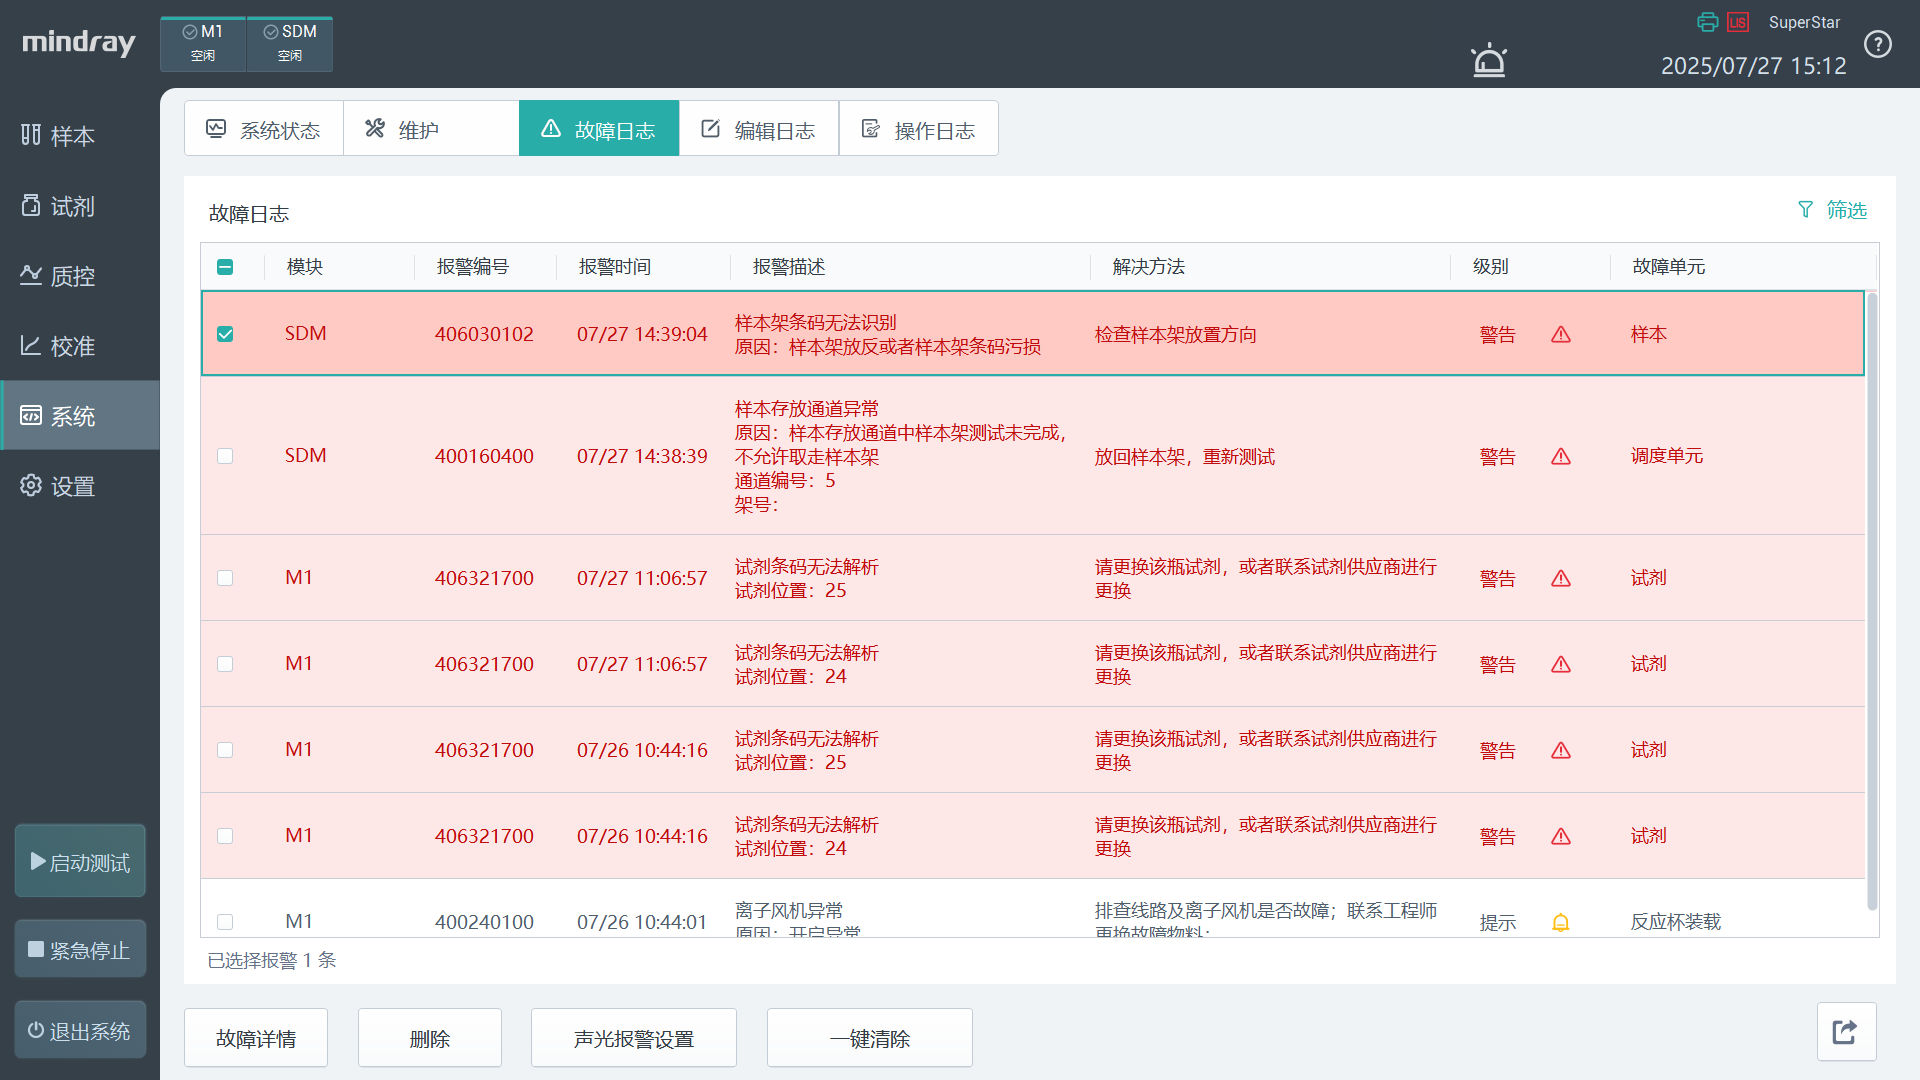 mindray
M1
空闲
SDM
空闲
LIS
SuperStar
2025/07/27 15:12
样本
试剂
质控
校准
系统
设置
启动测试
紧急停止
退出系统
系统状态
维护
故障日志
编辑日志
操作日志
故障日志
筛选
模块
报警编号
报警时间
报警描述
解决方法
级别
故障单元
SDM
406030102
07/27 14:39:04
样本架条码无法识别
原因：样本架放反或者样本架条码污损
检查样本架放置方向
警告
样本
SDM
400160400
07/27 14:38:39
样本存放通道异常
原因：样本存放通道中样本架测试未完成，
不允许取走样本架
通道编号：5
架号：
放回样本架，重新测试
警告
调度单元
M1
406321700
07/27 11:06:57
试剂条码无法解析
试剂位置：25
请更换该瓶试剂，或者联系试剂供应商进行
更换
警告
试剂
M1
406321700
07/27 11:06:57
试剂条码无法解析
试剂位置：24
请更换该瓶试剂，或者联系试剂供应商进行
更换
警告
试剂
M1
406321700
07/26 10:44:16
试剂条码无法解析
试剂位置：25
请更换该瓶试剂，或者联系试剂供应商进行
更换
警告
试剂
M1
406321700
07/26 10:44:16
试剂条码无法解析
试剂位置：24
请更换该瓶试剂，或者联系试剂供应商进行
更换
警告
试剂
M1
400240100
07/26 10:44:01
离子风机异常
原因：开启异常
排查线路及离子风机是否故障；联系工程师
更换故障物料；
提示
反应杯装载
已选择报警 1 条
故障详情
删除
声光报警设置
一键清除